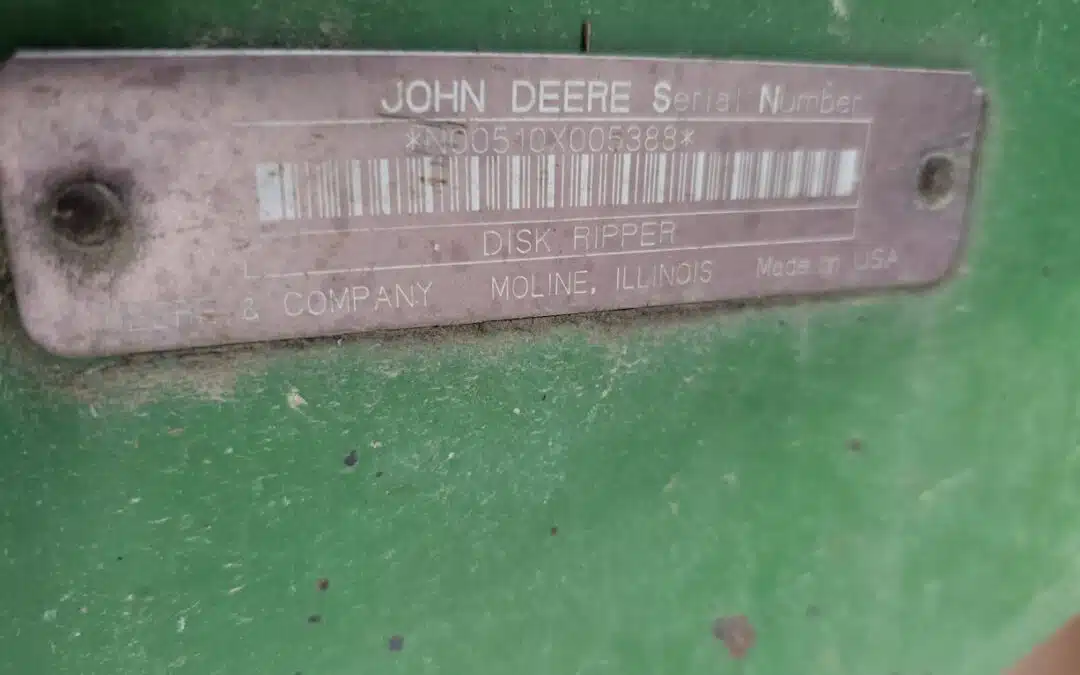 JOHN DEERE Serial Number
*N00510X005388*
DISK RIPPER
& COMPANY MOLINE, ILLINOIS Made in USA